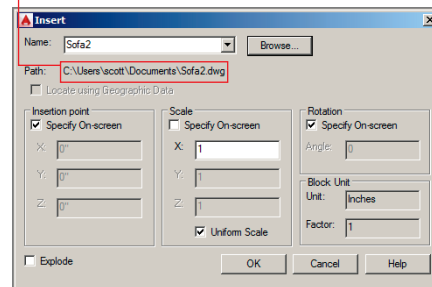 Insert
Name: Sofa2 Browse...
Path: C:\Users\scott\Documents\Sofa2.dwg
Locate using Geographic Data
Insertion point Scale Rotation
Specify On-screen Specify On-screen Specify On-screen
X: 0" X: 1 Angle: 0
Y: 0" Y: 1 Block Unit
Unit: Inches
Z: 0" Z: 1
Uniform Scale Factor: 1
Explode OK Cancel Help